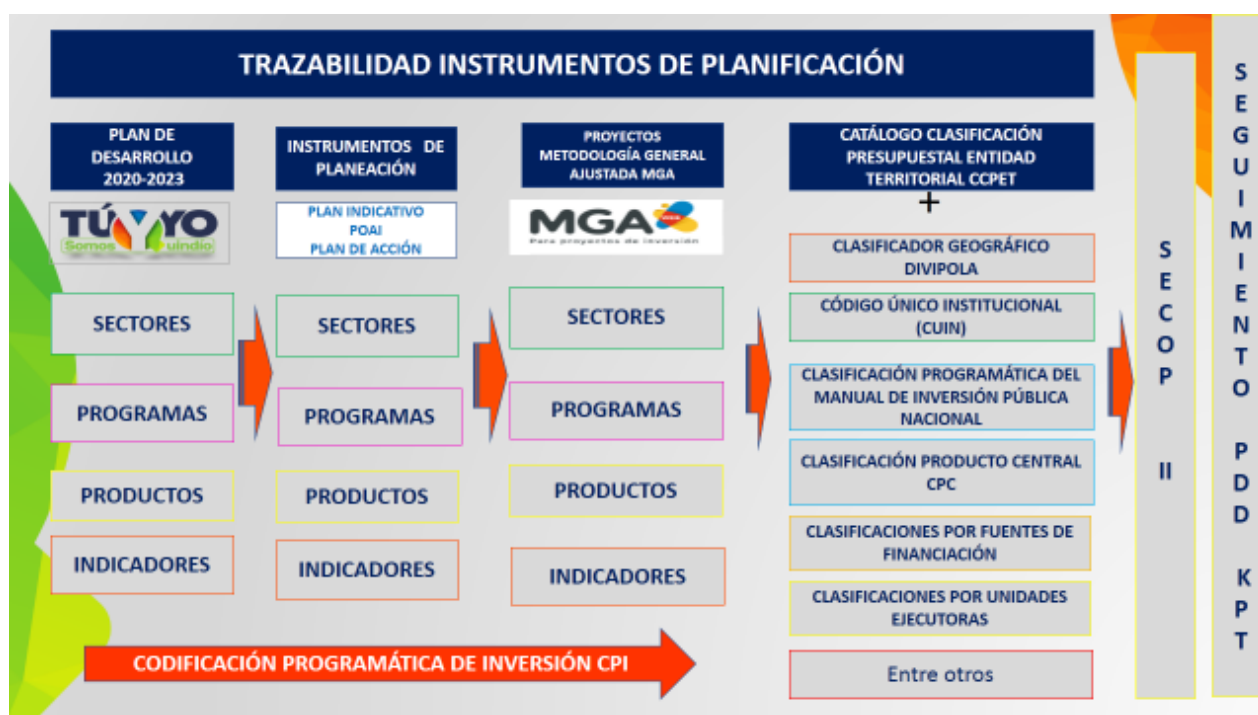 TRAZABILIDAD INSTRUMENTOS DE PLANIFICACIÓN
PLAN DE
DESARROLLO
2020-2023
TÚ Y YO
Somos Quindio
SECTORES
PROGRAMAS
PRODUCTOS
INDICADORES
INSTRUMENTOS DE
PLANEACIÓN
PLAN INDICATIVO
POAI
PLAN DE ACCIÓN
SECTORES
PROGRAMAS
PRODUCTOS
INDICADORES
PROYECTOS
METODOLOGÍA GENERAL
AJUSTADA MGA
MGA
Para proyectos de inversión
SECTORES
PROGRAMAS
PRODUCTOS
INDICADORES
CODIFICACIÓN PROGRAMÁTICA DE INVERSIÓN CPI
CATÁLOGO CLASIFICACIÓN
PRESUPUESTAL ENTIDAD
TERRITORIAL CCPET
+
CLASIFICADOR GEOGRÁFICO
DIVIPOLA
CÓDIGO ÚNICO INSTITUCIONAL
(CUIN)
CLASIFICACIÓN PROGRAMÁTICA DEL
MANUAL DE INVERSIÓN PÚBLICA
NACIONAL
CLASIFICACIÓN PRODUCTO CENTRAL
CPC
CLASIFICACIONES POR FUENTES DE
FINANCIACIÓN
CLASIFICACIONES POR UNIDADES
EJECUTORAS
Entre otros
SECOP II
SEGUIMIENTO PDD KPT